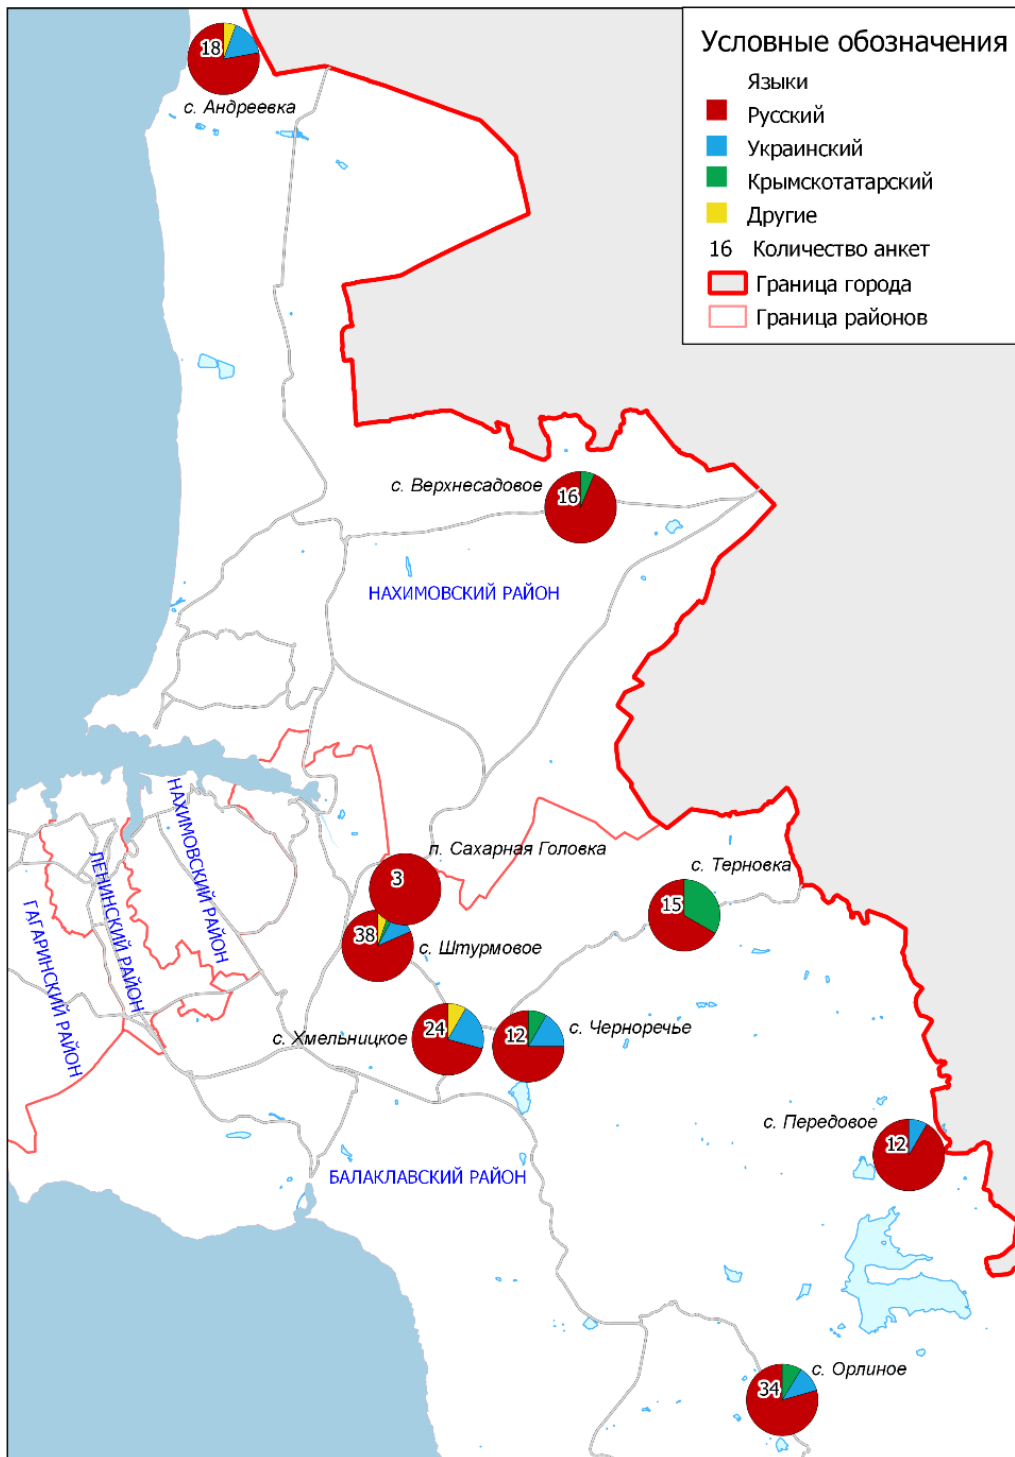 Условные обозначения
Языки
Русский
Украинский
Крымскотатарский
Другие
16 Количество анкет
Граница города
Граница районов
18
с. Андреевка
с. Верхнесадовое
16
НАХИМОВСКИЙ РАЙОН
НАХИМОВСКИЙ РАЙОН
ЛЕНИНСКИЙ РАЙОН
ГАГАРИНСКИЙ РАЙОН
п. Сахарная Головка
3
с. Терновка
15
38
с. Штурмовое
24
с. Хмельницкое
12
с. Черноречье
с. Передовое
12
БАЛАКЛАВСКИЙ РАЙОН
34
с. Орлиное